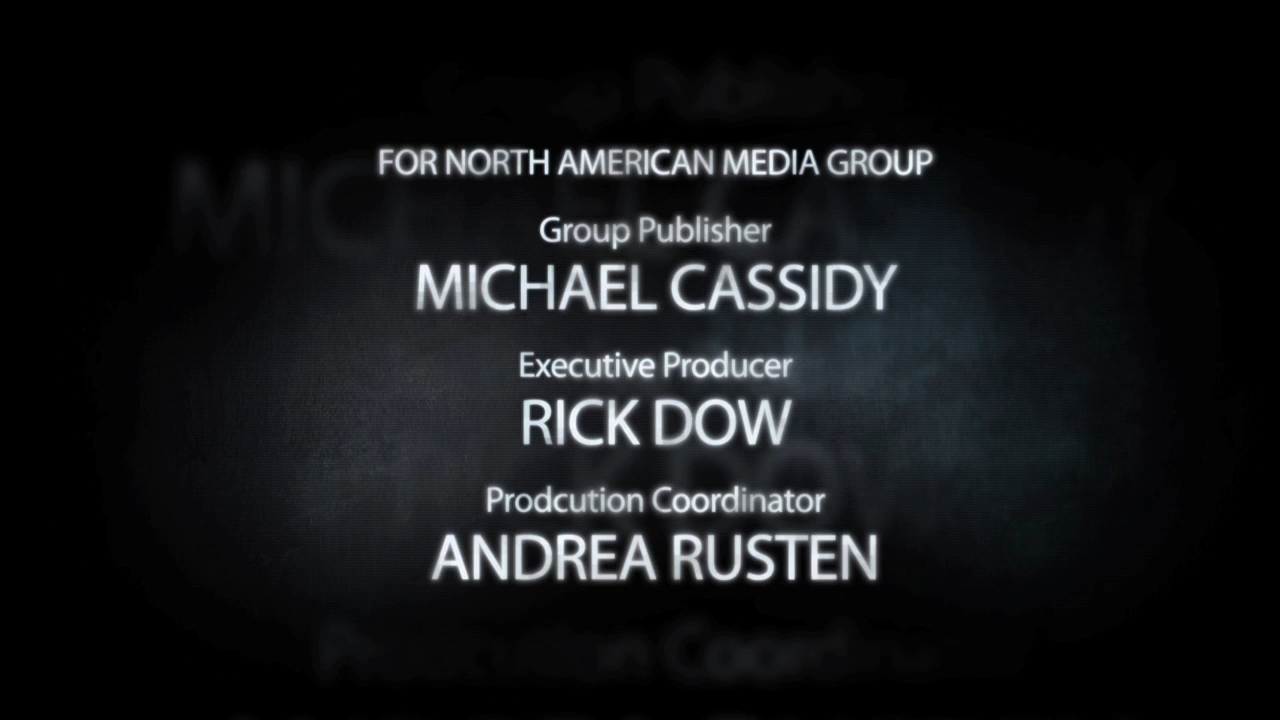 FOR NORTH AMERICAN MEDIA GROUP
Group Publisher
MICHAEL CASSIDY
Executive Producer
RICK DOW
Prodcution Coordinator
ANDREA RUSTEN